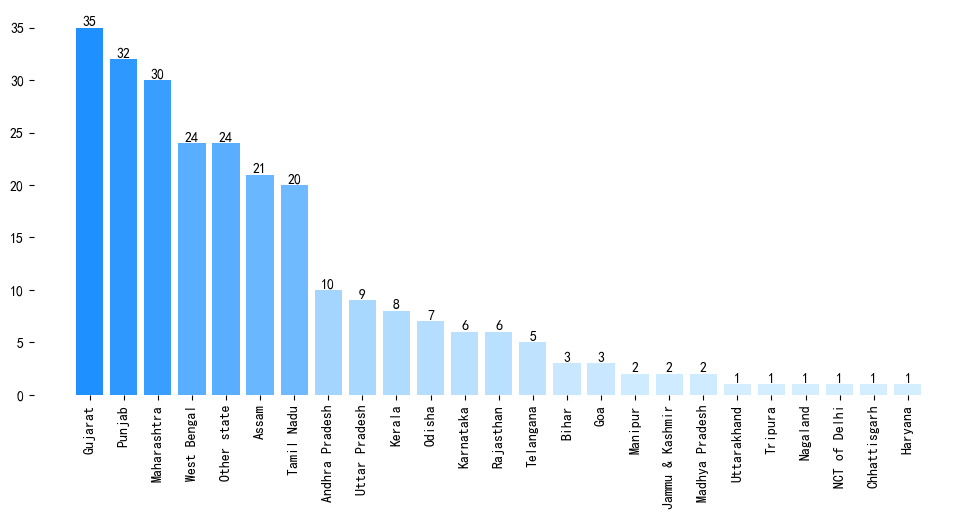 35
30
25
20
15
10
5
0
35
32
30
24
24
21
20
10
9
8
7
6
6
5
3
3
2
2
2
1
1
1
1
1
1
Gujarat
Punjab
Maharashtra
West Bengal
Other state
Assam
Tamil Nadu
Andhra Pradesh
Uttar Pradesh
Kerala
Odisha
Karnataka
Rajasthan
Telangana
Bihar
Goa
Manipur
Jammu & Kashmir
Madhya Pradesh
Uttarakhand
Tripura
Nagaland
NCT of Delhi
Chhattisgarh
Haryana